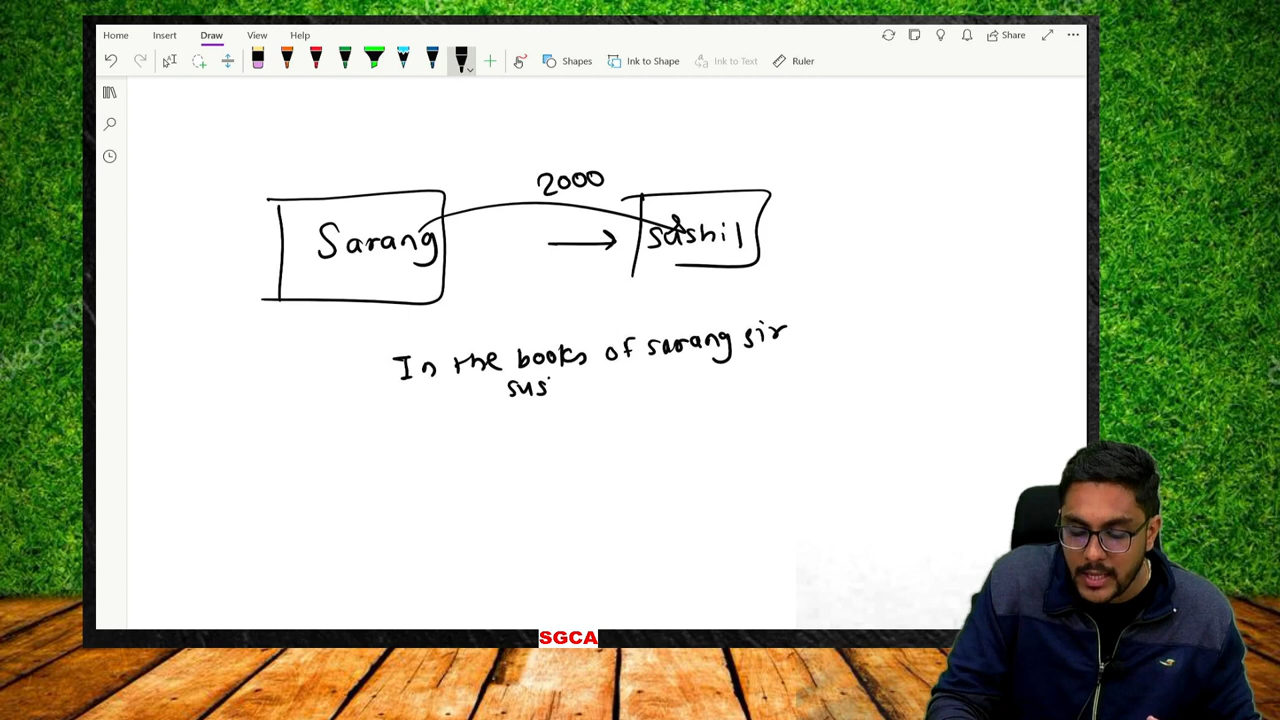 Home Insert Draw View Help Share
Shapes Ink to Shape Ink to Text Ruler
2000
Sarang → sushil
In the books of sarang sir
sus
SGCA